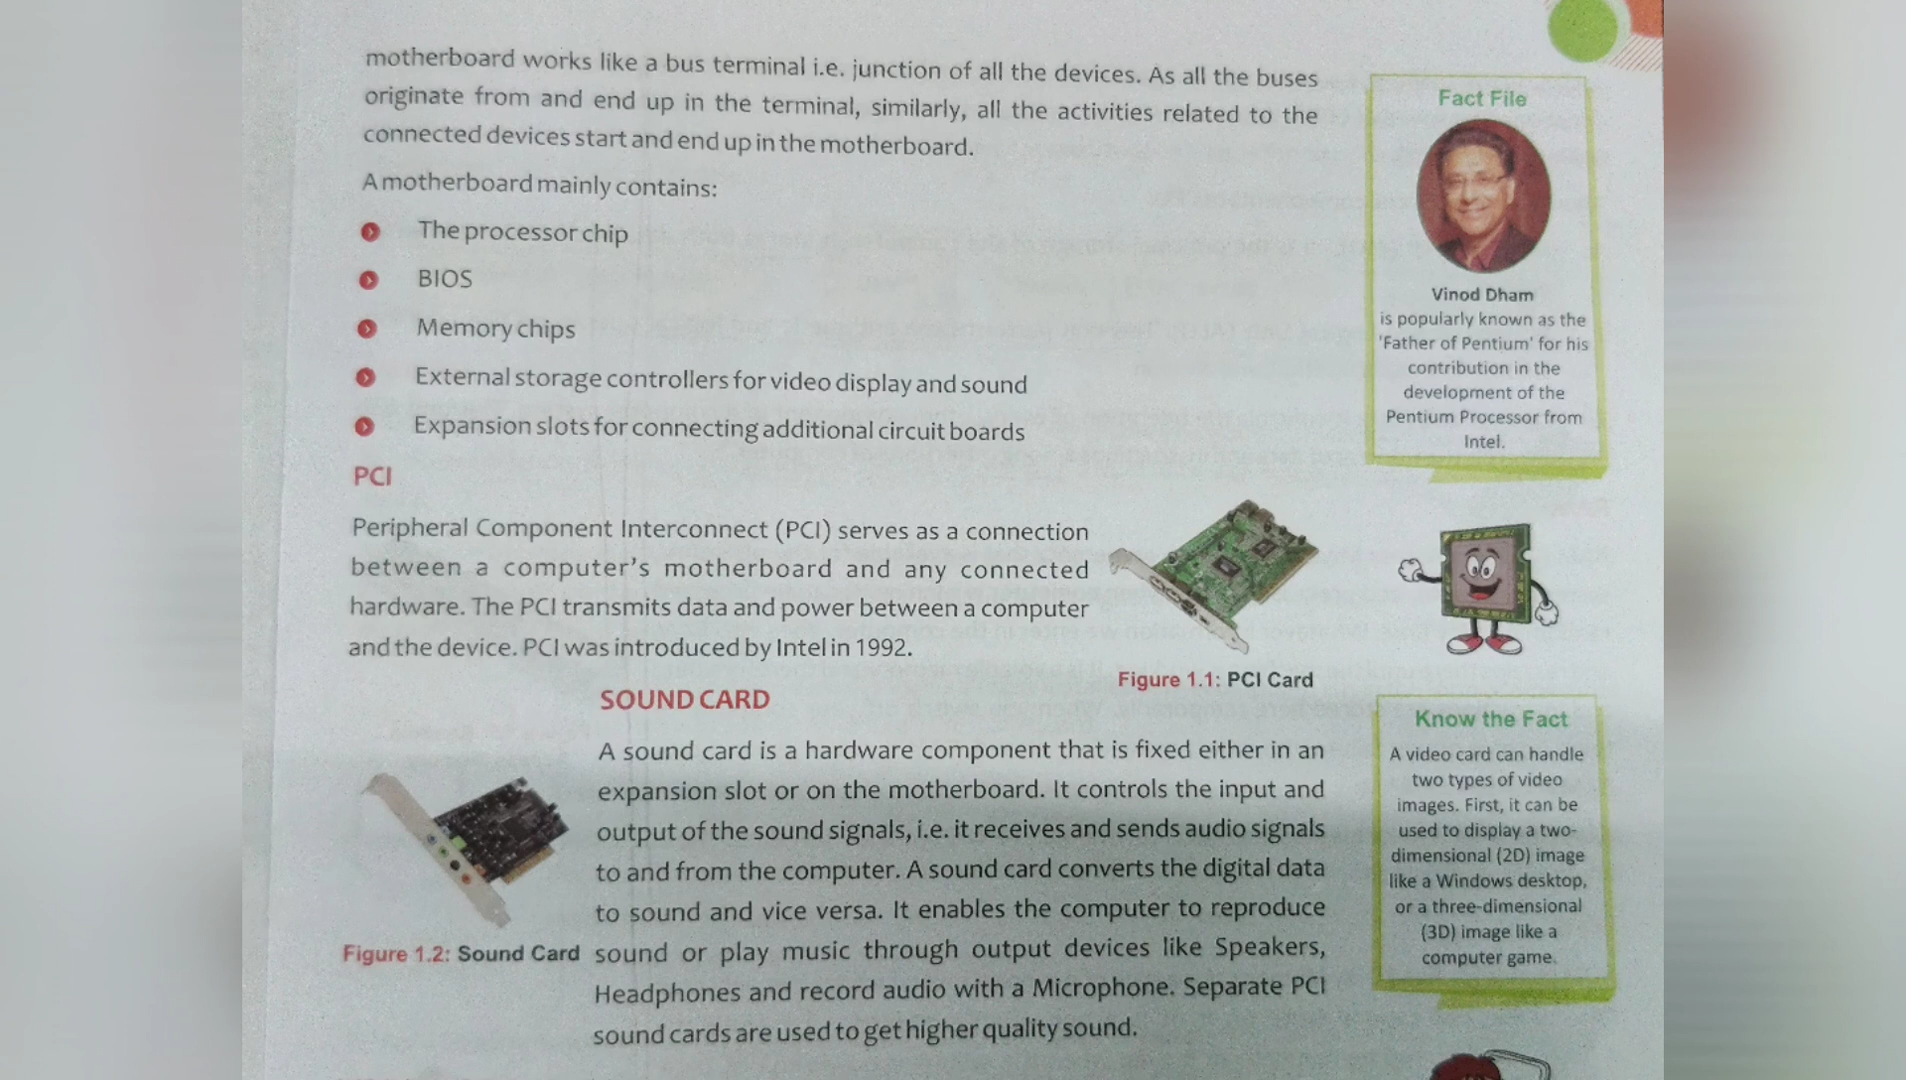 motherboard works like a bus terminal i.e. junction of all the devices. As all the buses
originate from and end up in the terminal, similarly, all the activities related to the
connected devices start and end up in the motherboard.
A motherboard mainly contains:
The processor chip
BIOS
Memory chips
External storage controllers for video display and sound
Expansion slots for connecting additional circuit boards
PCI
Peripheral Component Interconnect (PCI) serves as a connection
between a computer's motherboard and any connected
hardware. The PCI transmits data and power between a computer
and the device. PCI was introduced by Intel in 1992.
Figure 1.1: PCI Card
SOUND CARD
A sound card is a hardware component that is fixed either in an
expansion slot or on the motherboard. It controls the input and
output of the sound signals, i.e. it receives and sends audio signals
to and from the computer. A sound card converts the digital data
to sound and vice versa. It enables the computer to reproduce
sound or play music through output devices like Speakers,
Headphones and record audio with a Microphone. Separate PCI
sound cards are used to get higher quality sound.
Figure 1.2: Sound Card
Fact File
Vinod Dham
is popularly known as the
'Father of Pentium' for his
contribution in the
development of the
Pentium Processor from
Intel.
Know the Fact
A video card can handle
two types of video
images. First, it can be
used to display a two-
dimensional (2D) image
like a Windows desktop,
or a three-dimensional
(3D) image like a
computer game.